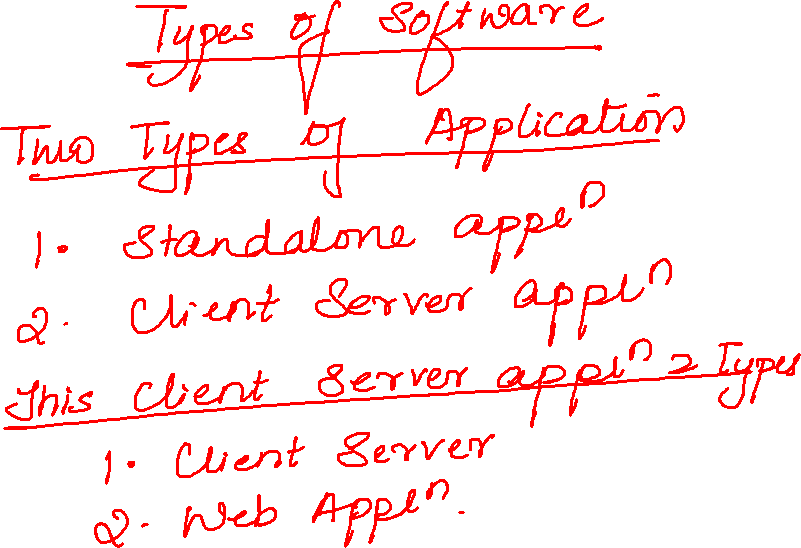 Types of Software
Two Types of Application
1. Standalone appln
2. Client Server appln
This Client Server appln 2 Types
1. Client Server
2. Web Appln.